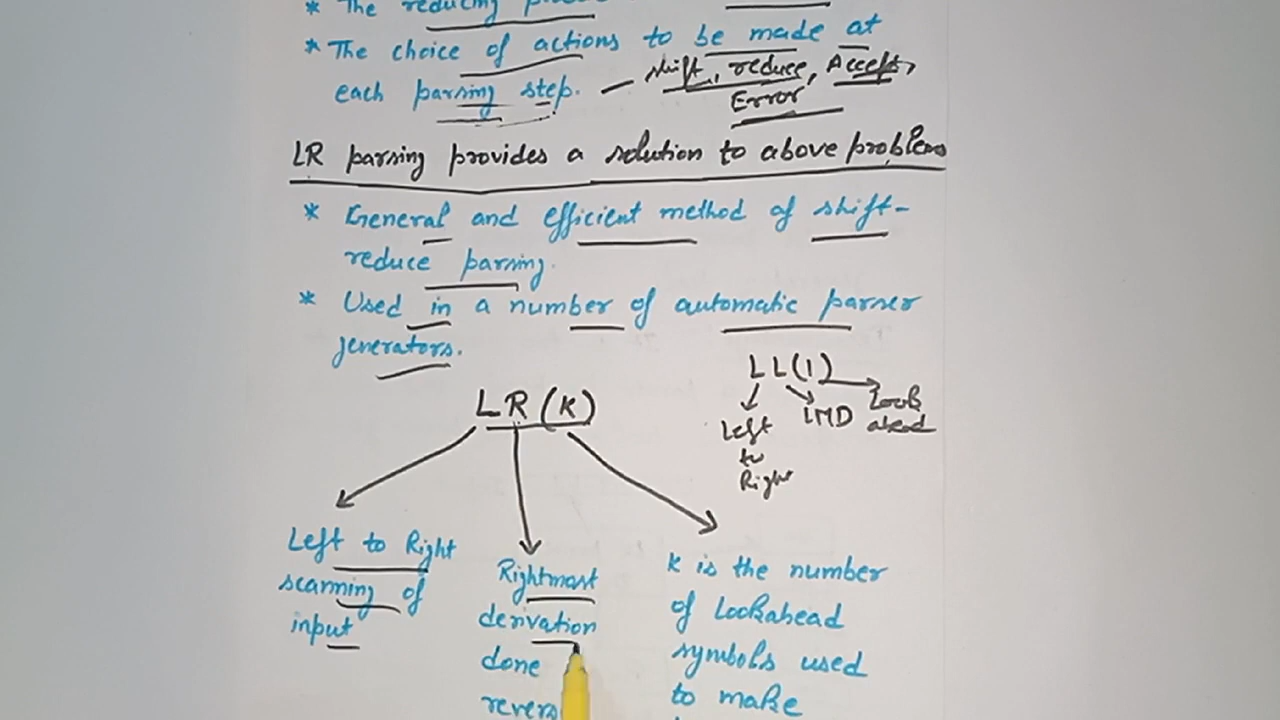 * The reducing
* The choice of actions to be made at
each parsing step. – shift, reduce, Accept,
Error
LR parsing provides a solution to above problems
* General and efficient method of shift-
reduce parsing.
* Used in a number of automatic parser
generators.
LL(1)
Left
to
Right
LMD
Look
ahead
LR(K)
Left to Right
scanning of
input
Rightmost
derivation
done
revers
K is the number
of Lookahead
symbols used
to make